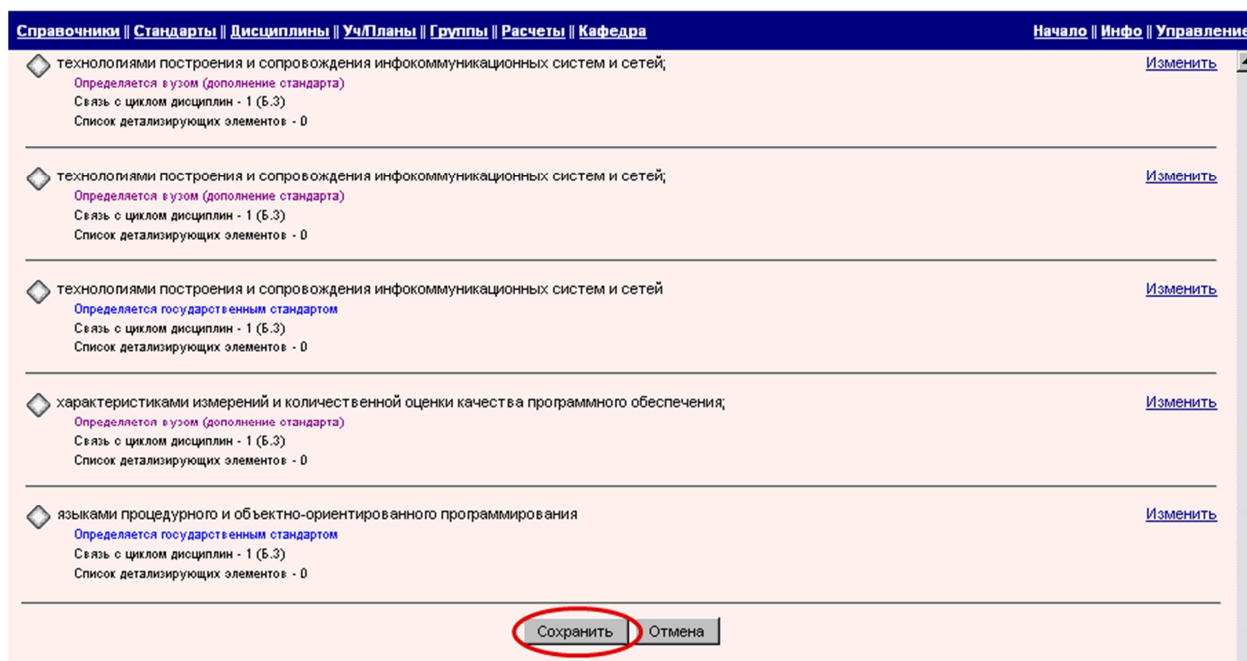 Справочники || Стандарты || Дисциплины || Уч/Планы || Группы || Расчеты || Кафедра Начало || Инфо || Управление
технологиями построения и сопровождения инфокоммуникационных систем и сетей; Изменить
Определяется вузом (дополнение стандарта)
Связь с циклом дисциплин - 1 (Б.3)
Список детализирующих элементов - 0
технологиями построения и сопровождения инфокоммуникационных систем и сетей; Изменить
Определяется вузом (дополнение стандарта)
Связь с циклом дисциплин - 1 (Б.3)
Список детализирующих элементов - 0
технологиями построения и сопровождения инфокоммуникационных систем и сетей Изменить
Определяется государственным стандартом
Связь с циклом дисциплин - 1 (Б.3)
Список детализирующих элементов - 0
характеристиками измерений и количественной оценки качества программного обеспечения; Изменить
Определяется вузом (дополнение стандарта)
Связь с циклом дисциплин - 1 (Б.3)
Список детализирующих элементов - 0
языками процедурного и объектно-ориентированного программирования Изменить
Определяется государственным стандартом
Связь с циклом дисциплин - 1 (Б.3)
Список детализирующих элементов - 0
Сохранить Отмена